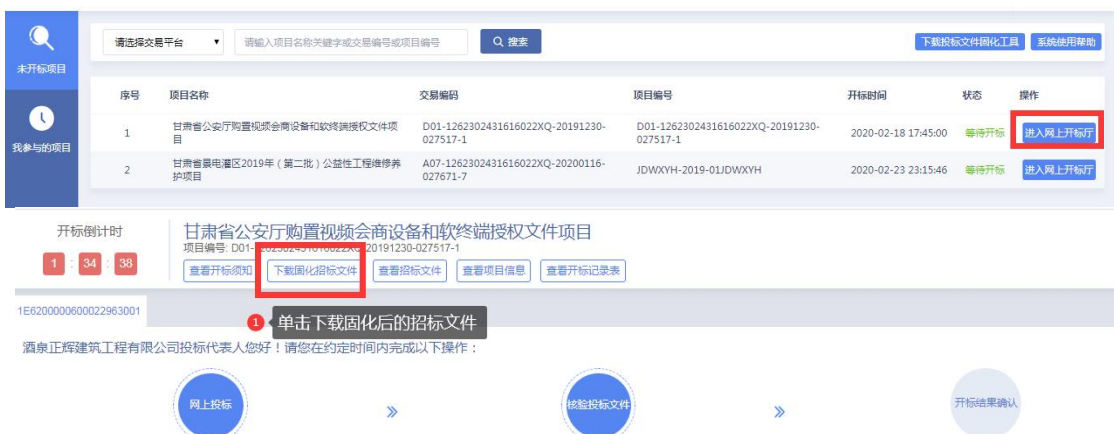 未开标项目
我参与的项目
请选择交易平台
请输入项目名称关键字或交易编号或项目编号
搜索
下载投标文件固化工具
系统使用帮助
序号 项目名称 交易编码 项目编号 开标时间 状态 操作
1 甘肃省公安厅购置视频会商设备和软终端授权文件项目 D01-1262302431616022XQ-20191230-027517-1 D01-1262302431616022XQ-20191230-027517-1 2020-02-18 17:45:00 等待开标 进入网上开标厅
2 甘肃省景电灌区2019年（第二批）公益性工程维修养护项目 A07-1262302431616022XQ-20200116-027671-7 JDWXYH-2019-01JDWXYH 2020-02-23 23:15:46 等待开标 进入网上开标厅
开标倒计时
1 : 34 : 38
甘肃省公安厅购置视频会商设备和软终端授权文件项目
项目编号: D01-1262302431616022XQ-20191230-027517-1
查看开标须知 下载固化招标文件 查看招标文件 查看项目信息 查看开标记录表
1E6200000600022963001
1 单击下载固化后的招标文件
酒泉正辉建筑工程有限公司投标代表人您好！请您在约定时间内完成以下操作：
网上投标 » 核验投标文件 » 开标结果确认